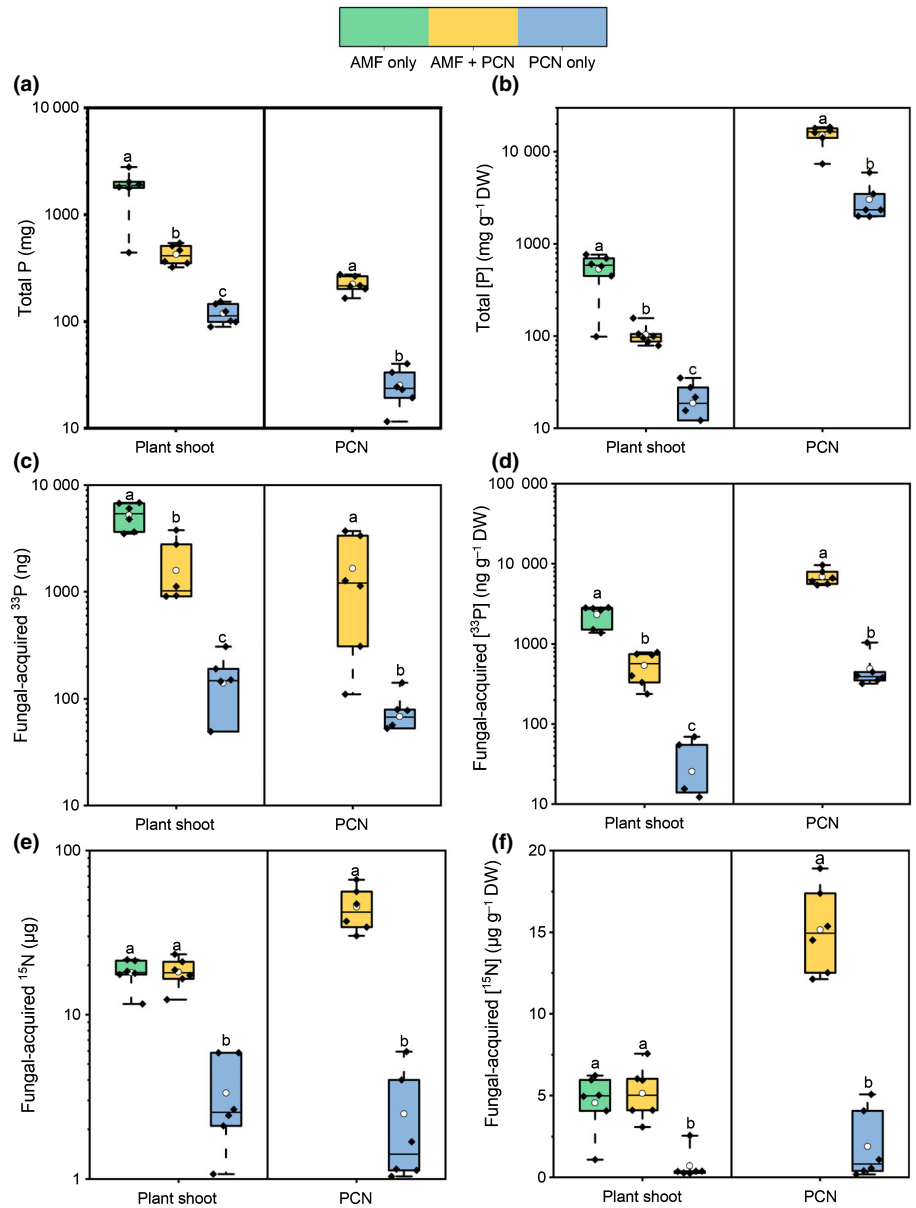 AMF only AMF + PCN PCN only
(a)
Total P (mg)
10 000
1000
100
10
a
b
c
a
b
Plant shoot PCN
(b)
Total [P] (mg g⁻¹ DW)
10 000
1000
100
10
a
b
c
a
b
Plant shoot PCN
(c)
Fungal-acquired ³³P (ng)
10 000
1000
100
10
a
b
c
a
b
Plant shoot PCN
(d)
Fungal-acquired [³³P] (ng g⁻¹ DW)
100 000
10 000
1000
100
10
a
b
c
a
b
Plant shoot PCN
(e)
Fungal-acquired ¹⁵N (µg)
100
10
1
a
a
b
a
b
Plant shoot PCN
(f)
Fungal-acquired [¹⁵N] (µg g⁻¹ DW)
20
15
10
5
0
a
a
b
a
b
Plant shoot PCN